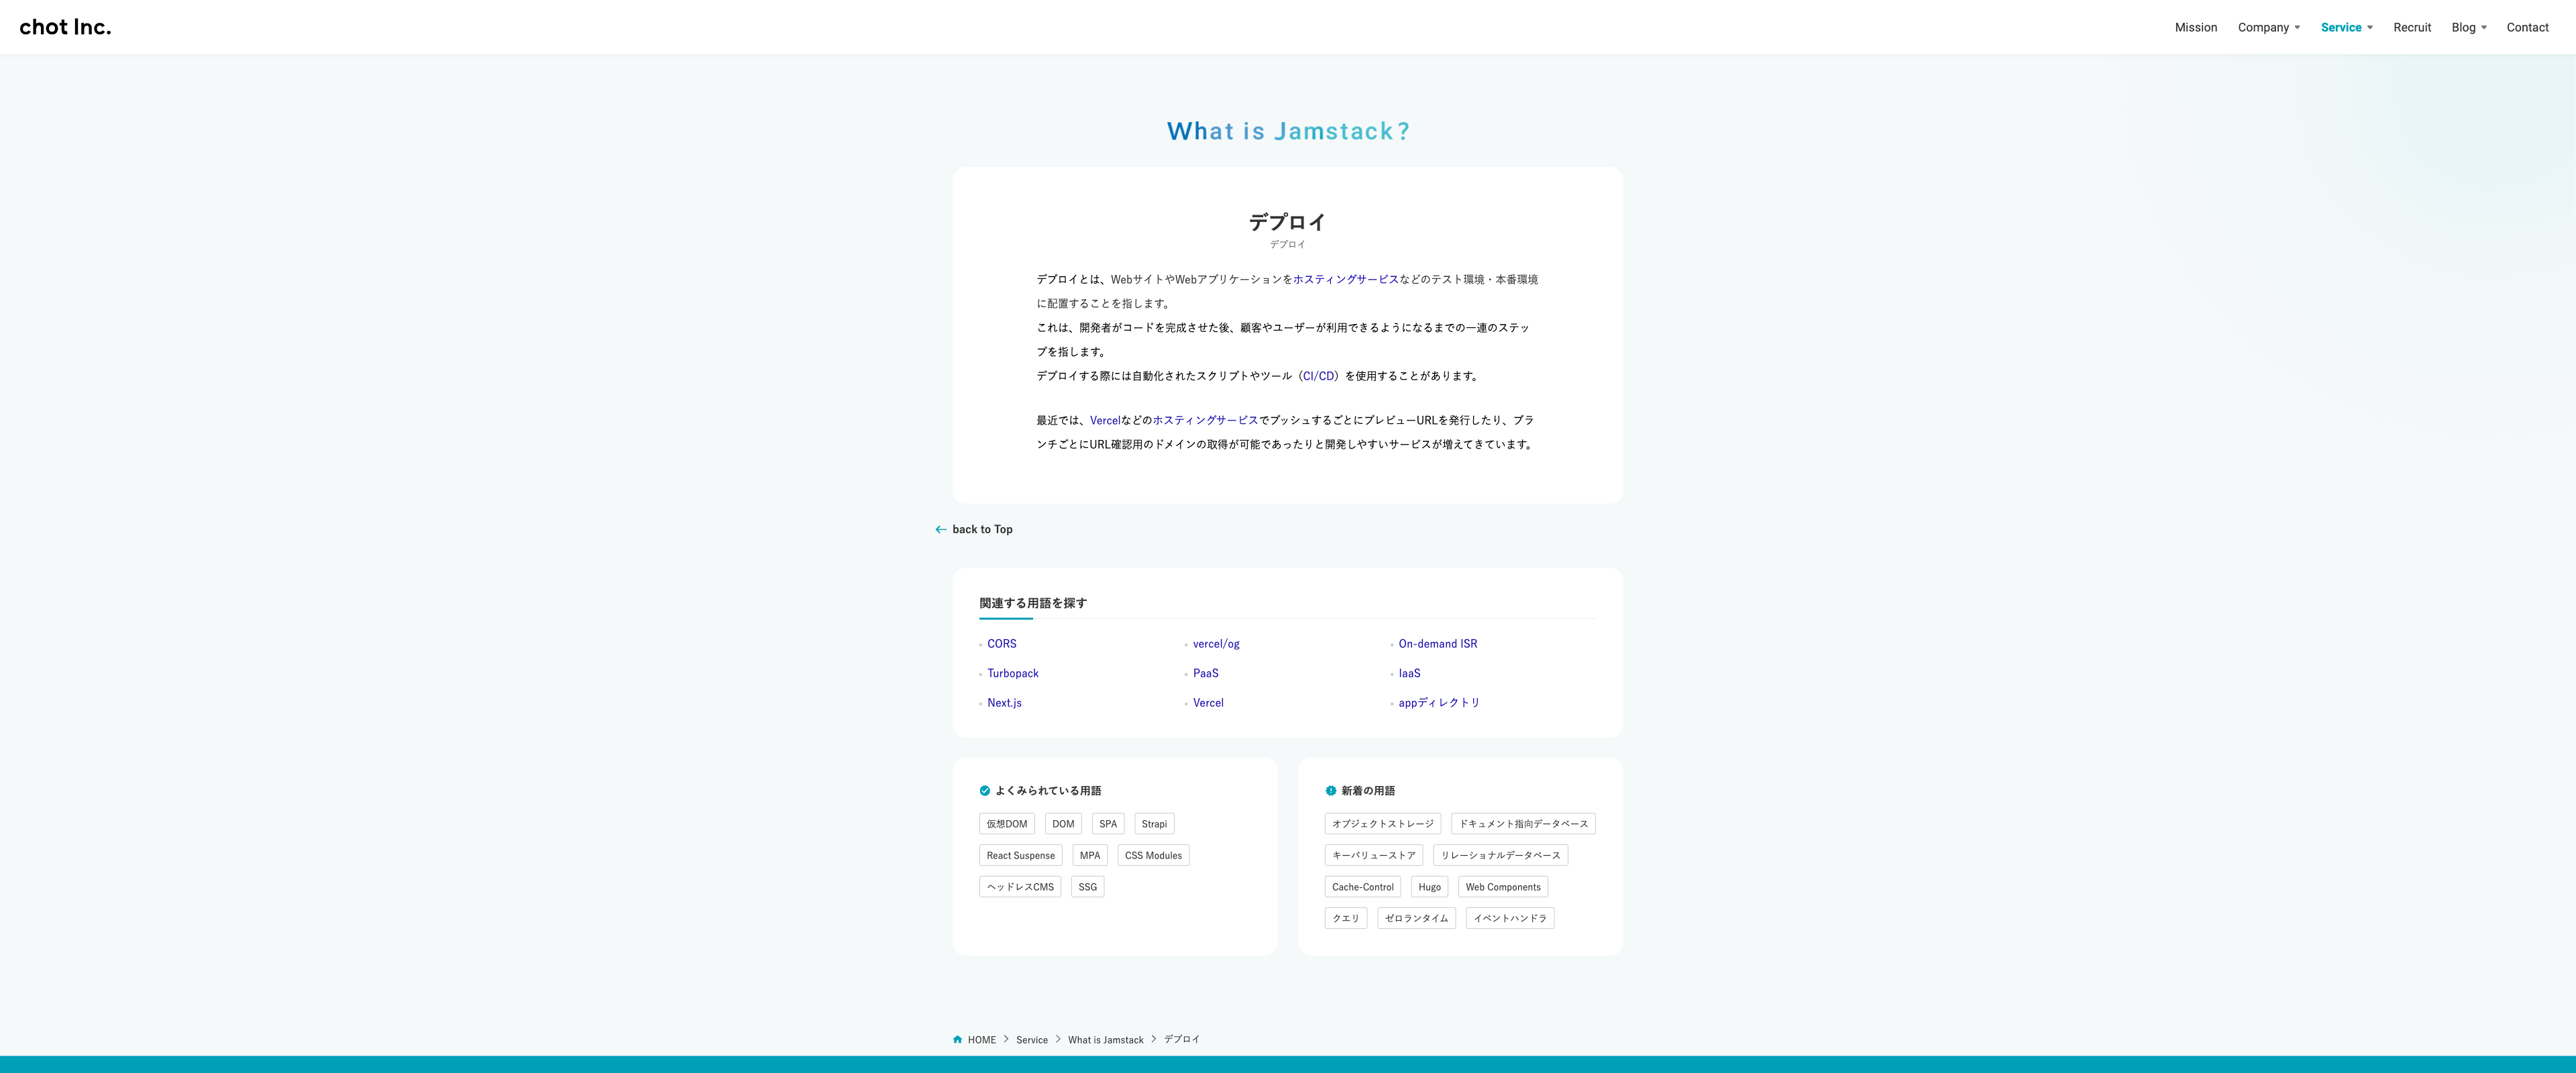 chot Inc.
Mission Company Service Recruit Blog Contact
What is Jamstack?
デプロイ
デプロイ
デプロイとは、WebサイトやWebアプリケーションをホスティングサービスなどのテスト環境・本番環境
に配置することを指します。
これは、開発者がコードを完成させた後、顧客やユーザーが利用できるようになるまでの一連のステッ
プを指します。
デプロイする際には自動化されたスクリプトやツール（CI/CD）を使用することがあります。
最近では、VercelなどのホスティングサービスでプッシュするごとにプレビューURLを発行したり、ブラ
ンチごとにURL確認用のドメインの取得が可能であったりと開発しやすいサービスが増えてきています。
back to Top
関連する用語を探す
CORS vercel/og On-demand ISR
Turbopack PaaS IaaS
Next.js Vercel appディレクトリ
よくみられている用語
仮想DOM DOM SPA Strapi
React Suspense MPA CSS Modules
ヘッドレスCMS SSG
新着の用語
オブジェクトストレージ ドキュメント指向データベース
キーバリューストア リレーショナルデータベース
Cache-Control Hugo Web Components
クエリ ゼロランタイム イベントハンドラ
HOME Service What is Jamstack デプロイ